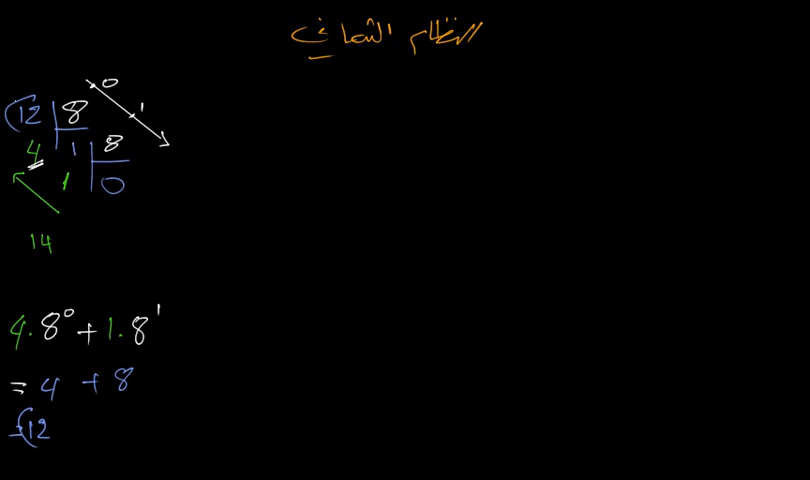 النظام الثماني
0
12 8 1
4 1 8
1 0
14
4. 8⁰ + 1. 8¹
= 4 + 8
= 12